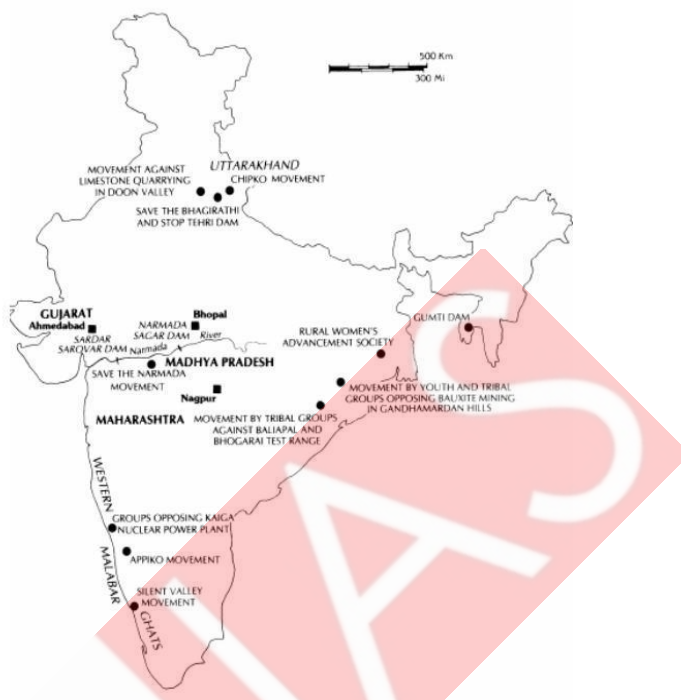 500 Km
300 Mi
UTTARAKHAND
MOVEMENT AGAINST
LIMESTONE QUARRYING
IN DOON VALLEY
CHIPKO MOVEMENT
SAVE THE BHAGIRATHI
AND STOP TEHRI DAM
GUJARAT
Ahmedabad
SARDAR
SAROVAR DAM
Bhopal
NARMADA
SAGAR DAM
River
Narmada
MADHYA PRADESH
SAVE THE NARMADA
MOVEMENT
Nagpur
MAHARASHTRA
GUMTI DAM
RURAL WOMEN'S
ADVANCEMENT SOCIETY
MOVEMENT BY YOUTH AND TRIBAL
GROUPS OPPOSING BAUXITE MINING
IN GANDHAMARDAN HILLS
MOVEMENT BY TRIBAL GROUPS
AGAINST BALIAPAL AND
BHOGARAI TEST RANGE
WESTERN
GHATS
MALABAR
GROUPS OPPOSING KAIGA
NUCLEAR POWER PLANT
APPIKO MOVEMENT
SILENT VALLEY
MOVEMENT
IAS